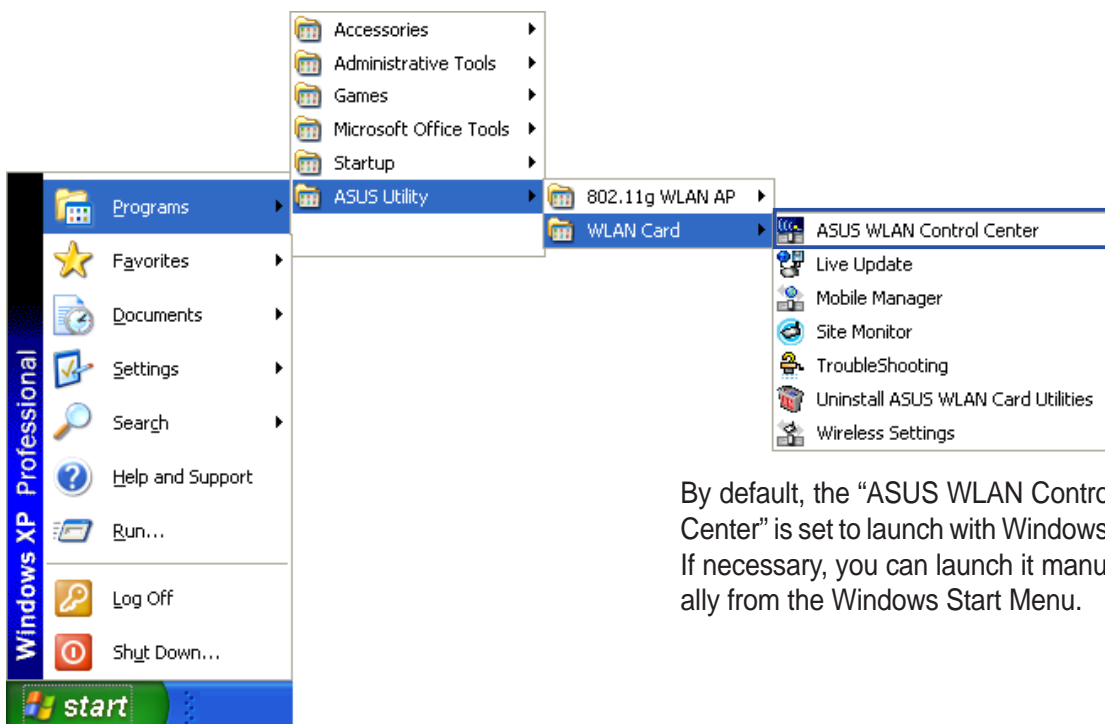 Accessories
Administrative Tools
Games
Microsoft Office Tools
Startup
ASUS Utility
802.11g WLAN AP
WLAN Card
ASUS WLAN Control Center
Live Update
Mobile Manager
Site Monitor
TroubleShooting
Uninstall ASUS WLAN Card Utilities
Wireless Settings
Windows XP Professional
Programs
Favorites
Documents
Settings
Search
Help and Support
Run...
Log Off
Shut Down...
start
By default, the “ASUS WLAN Contro
Center” is set to launch with Windows
If necessary, you can launch it manu
ally from the Windows Start Menu.